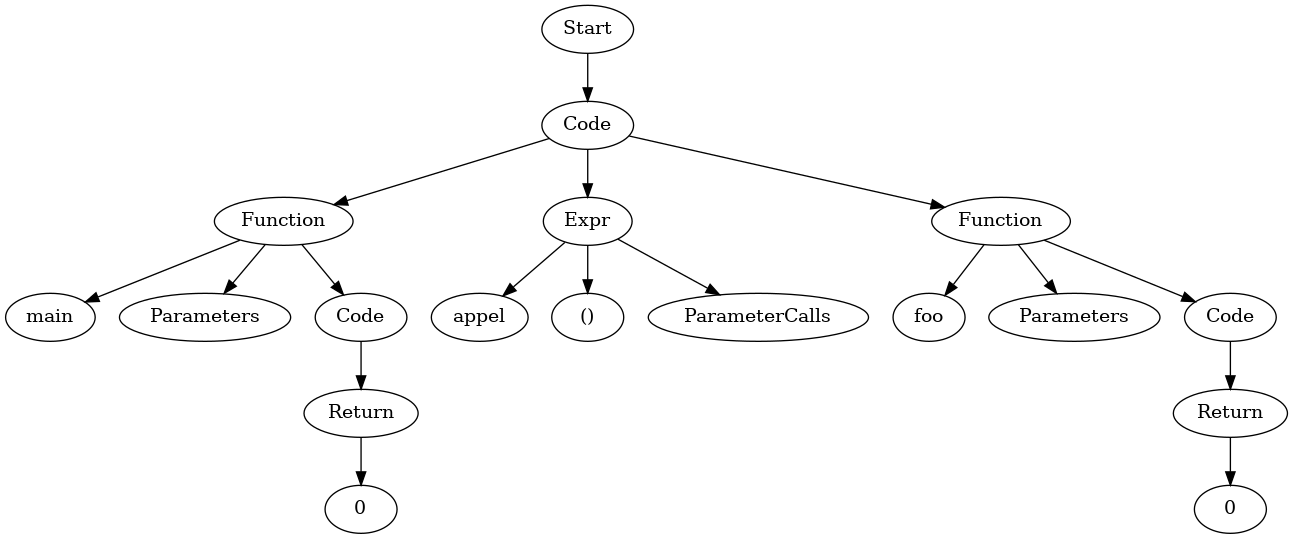 Start
Code
Function Expr Function
main Parameters Code appel () ParameterCalls foo Parameters Code
Return Return
0 0